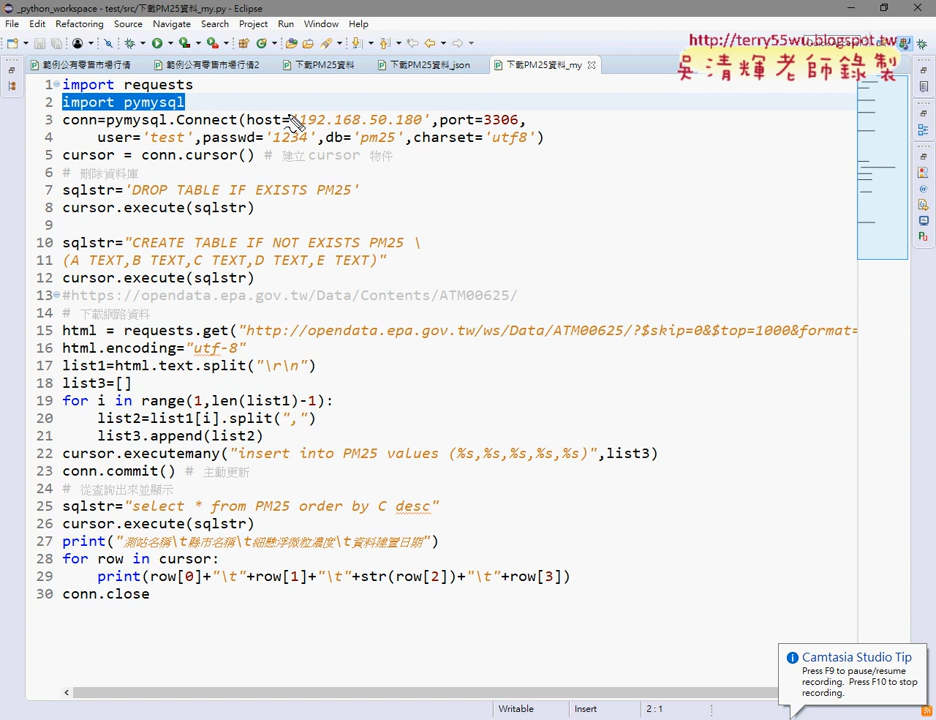 _python_workspace - test/src/下載PM25資料_my.py - Eclipse
File Edit Refactoring Source Navigate Search Project Run Window Help
http://terry55wu.blogspot.tw
吳清輝老師錄製
範例公有零售市場行情 範例公有零售市場行情2 下載PM25資料 下載PM25資料_json 下載PM25資料_my
1 import requests
2 import pymysql
3 conn=pymysql.Connect(host='192.168.50.180',port=3306,
4 user='test',passwd='1234',db='pm25',charset='utf8')
5 cursor = conn.cursor() # 建立 cursor 物件
6 # 刪除資料庫
7 sqlstr='DROP TABLE IF EXISTS PM25'
8 cursor.execute(sqlstr)
9
10 sqlstr="CREATE TABLE IF NOT EXISTS PM25 \
11 (A TEXT,B TEXT,C TEXT,D TEXT,E TEXT)"
12 cursor.execute(sqlstr)
13 #https://opendata.epa.gov.tw/Data/Contents/ATM00625/
14 # 下載網路資料
15 html = requests.get("http://opendata.epa.gov.tw/ws/Data/ATM00625/?$skip=0&$top=1000&format=
16 html.encoding="utf-8"
17 list1=html.text.split("\r\n")
18 list3=[]
19 for i in range(1,len(list1)-1):
20 list2=list1[i].split(",")
21 list3.append(list2)
22 cursor.executemany("insert into PM25 values (%s,%s,%s,%s,%s)",list3)
23 conn.commit() # 主動更新
24 # 從查詢出來並顯示
25 sqlstr="select * from PM25 order by C desc"
26 cursor.execute(sqlstr)
27 print("測站名稱\t縣市名稱\t細懸浮微粒濃度\t資料建置日期")
28 for row in cursor:
29 print(row[0]+"\t"+row[1]+"\t"+str(row[2])+"\t"+row[3])
30 conn.close
Camtasia Studio Tip
Press F9 to pause/resume
recording. Press F10 to stop
recording.
Writable Insert 2 : 1